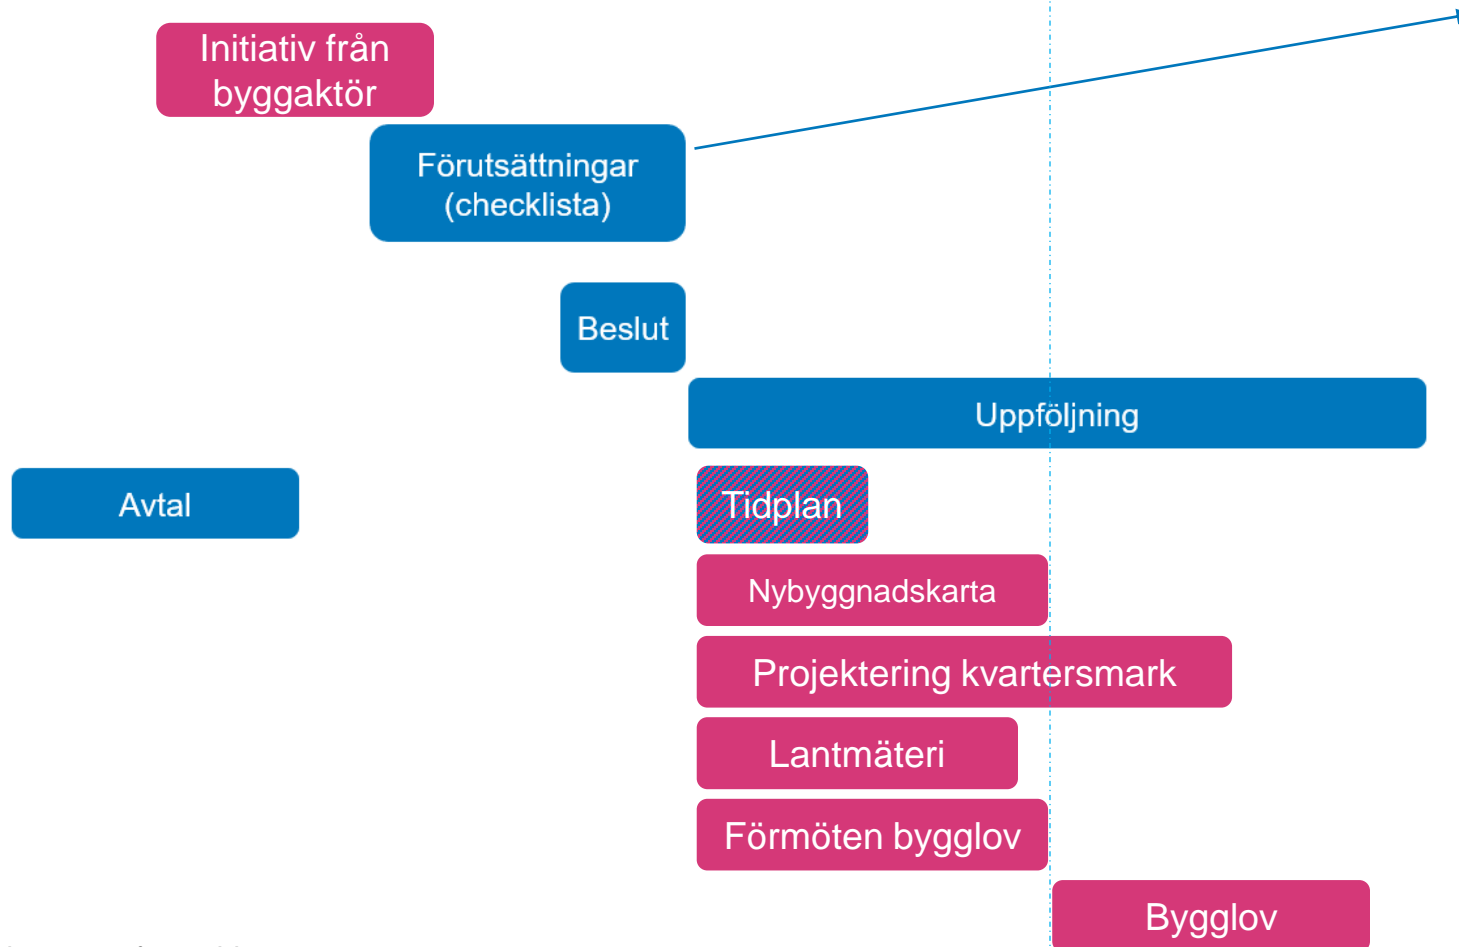 Initiativ från
byggaktör
Förutsättningar
(checklista)
Beslut
Uppföljning
Avtal
Tidplan
Nybyggnadskarta
Projektering kvartersmark
Lantmäteri
Förmöten bygglov
Bygglov